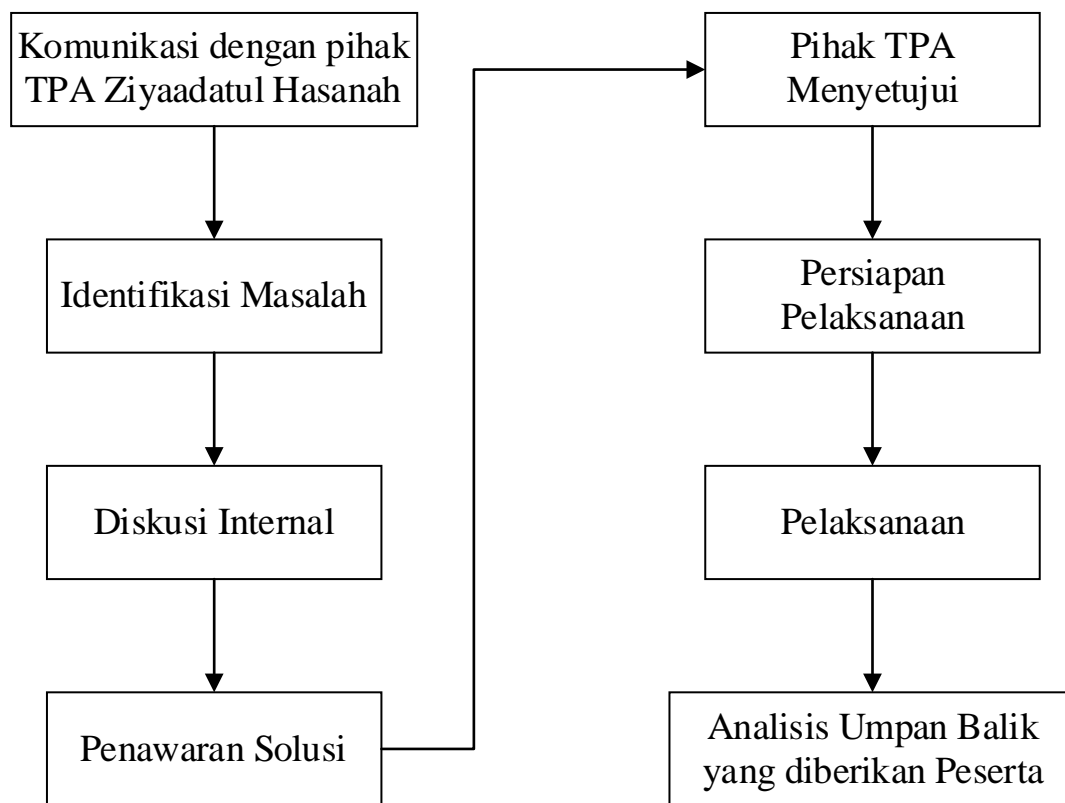 Komunikasi dengan pihak
TPA Ziyaadatul Hasanah
Identifikasi Masalah
Diskusi Internal
Penawaran Solusi
Pihak TPA
Menyetujui
Persiapan
Pelaksanaan
Pelaksanaan
Analisis Umpan Balik
yang diberikan Peserta